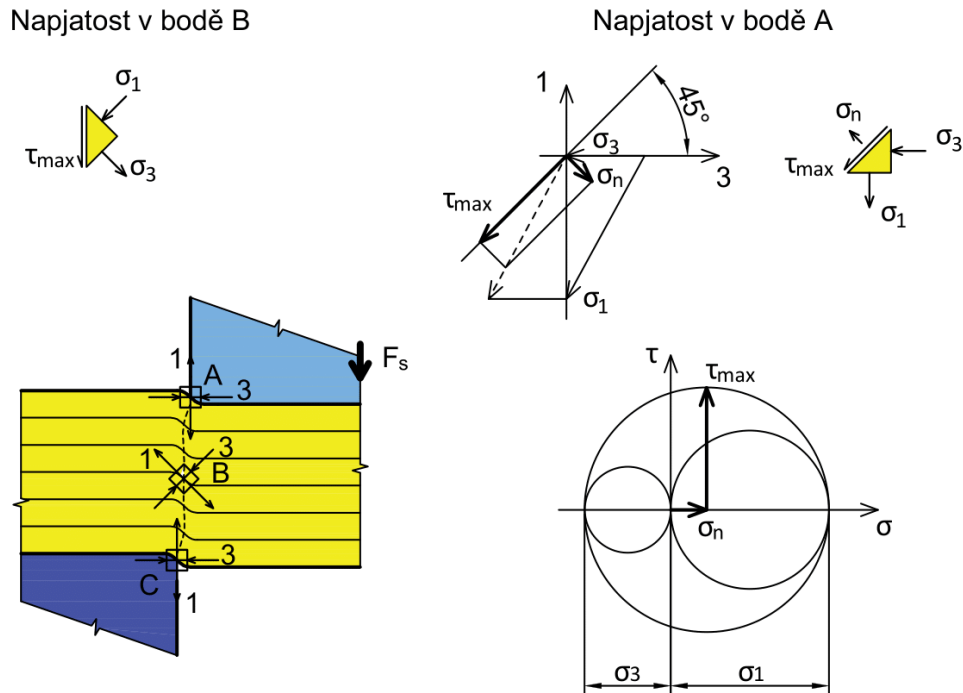 Napjatost v bodě B
σ1
τmax
σ3
Napjatost v bodě A
1
45°
σ3
3
σn
τmax
σ1
σn
σ3
τmax
σ1
1
A
3
Fs
1
3
B
3
C
1
τ
τmax
σn
σ
σ3
σ1